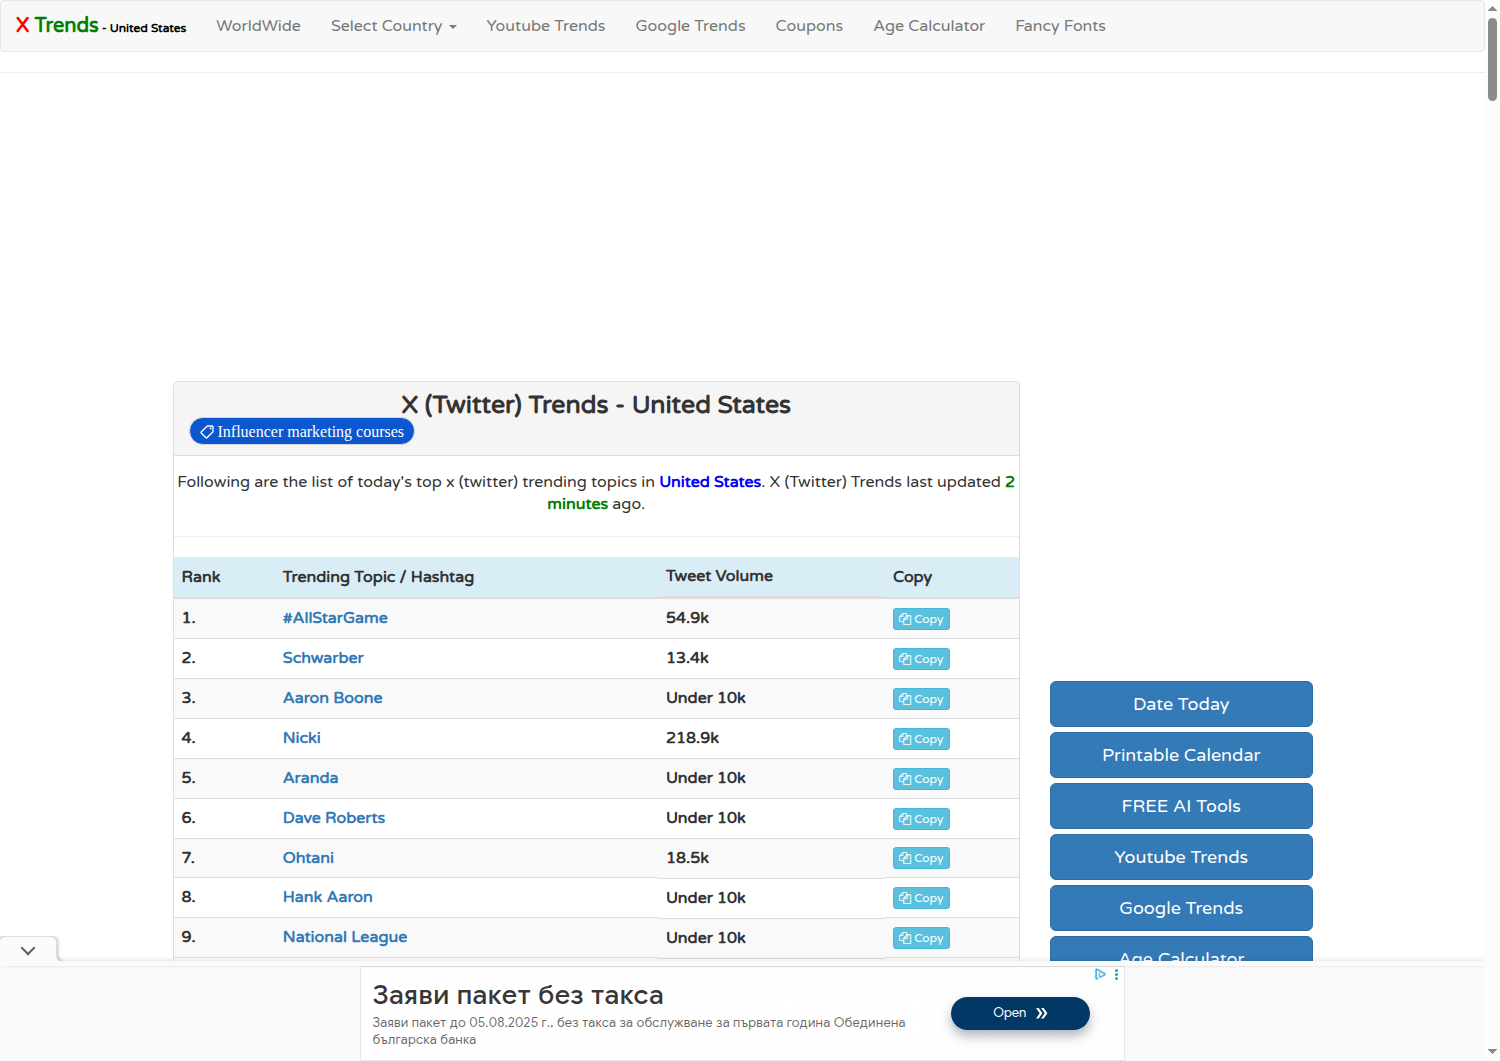 X Trends - United States
WorldWide
Select Country
Youtube Trends
Google Trends
Coupons
Age Calculator
Fancy Fonts
X (Twitter) Trends - United States
Influencer marketing courses
Following are the list of today's top x (twitter) trending topics in United States. X (Twitter) Trends last updated 2
minutes ago.
Rank Trending Topic / Hashtag Tweet Volume Copy
1. #AllStarGame 54.9k Copy
2. Schwarber 13.4k Copy
3. Aaron Boone Under 10k Copy
4. Nicki 218.9k Copy
5. Aranda Under 10k Copy
6. Dave Roberts Under 10k Copy
7. Ohtani 18.5k Copy
8. Hank Aaron Under 10k Copy
9. National League Under 10k Copy
Date Today
Printable Calendar
FREE AI Tools
Youtube Trends
Google Trends
Age Calculator
Заяви пакет без такса
Заяви пакет до 05.08.2025 г., без такса за обслужване за първата година Обединена
българска банка
Open